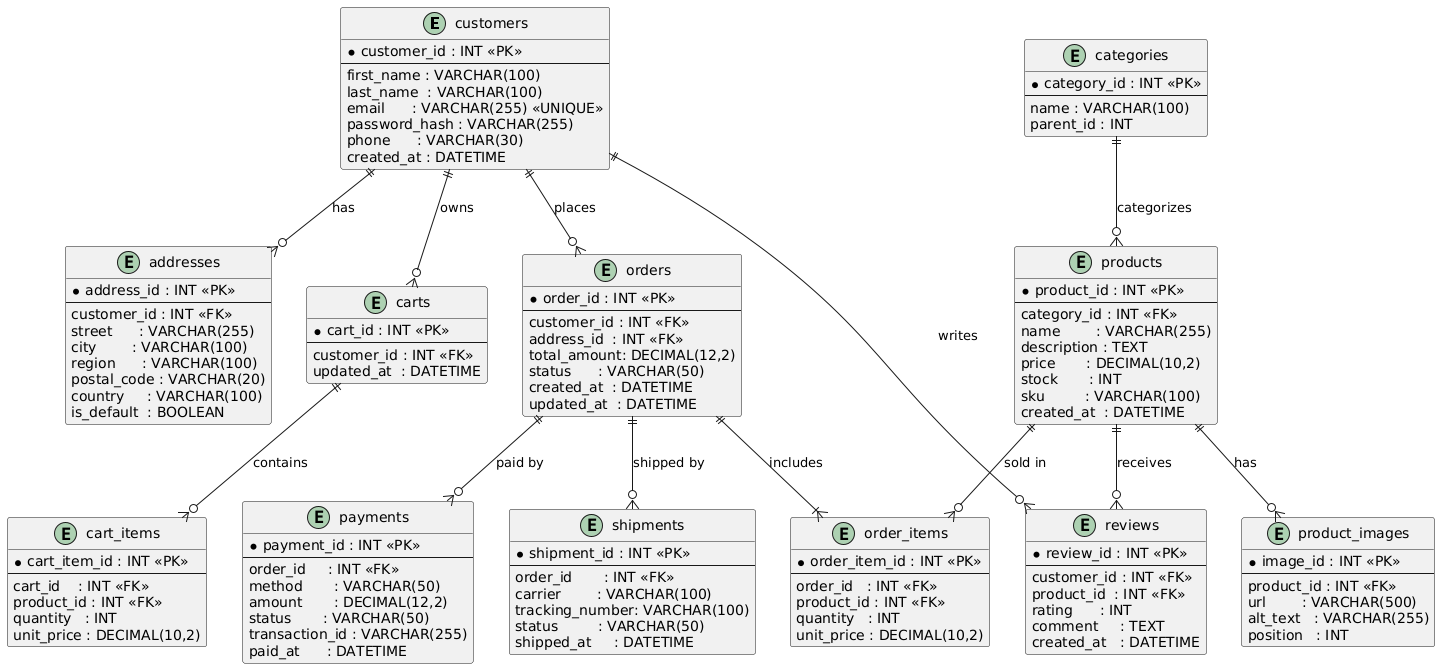 E customers
* customer_id : INT «PK»
first_name : VARCHAR(100)
last_name : VARCHAR(100)
email : VARCHAR(255) «UNIQUE»
password_hash : VARCHAR(255)
phone : VARCHAR(30)
created_at : DATETIME
E categories
* category_id : INT «PK»
name : VARCHAR(100)
parent_id : INT
has
owns
places
categorizes
E addresses
* address_id : INT «PK»
customer_id : INT «FK»
street : VARCHAR(255)
city : VARCHAR(100)
region : VARCHAR(100)
postal_code : VARCHAR(20)
country : VARCHAR(100)
is_default : BOOLEAN
E carts
* cart_id : INT «PK»
customer_id : INT «FK»
updated_at : DATETIME
E orders
* order_id : INT «PK»
customer_id : INT «FK»
address_id : INT «FK»
total_amount: DECIMAL(12,2)
status : VARCHAR(50)
created_at : DATETIME
updated_at : DATETIME
writes
E products
* product_id : INT «PK»
category_id : INT «FK»
name : VARCHAR(255)
description : TEXT
price : DECIMAL(10,2)
stock : INT
sku : VARCHAR(100)
created_at : DATETIME
contains
paid by
shipped by
includes
sold in
receives
has
E cart_items
* cart_item_id : INT «PK»
cart_id : INT «FK»
product_id : INT «FK»
quantity : INT
unit_price : DECIMAL(10,2)
E payments
* payment_id : INT «PK»
order_id : INT «FK»
method : VARCHAR(50)
amount : DECIMAL(12,2)
status : VARCHAR(50)
transaction_id : VARCHAR(255)
paid_at : DATETIME
E shipments
* shipment_id : INT «PK»
order_id : INT «FK»
carrier : VARCHAR(100)
tracking_number: VARCHAR(100)
status : VARCHAR(50)
shipped_at : DATETIME
E order_items
* order_item_id : INT «PK»
order_id : INT «FK»
product_id : INT «FK»
quantity : INT
unit_price : DECIMAL(10,2)
E reviews
* review_id : INT «PK»
customer_id : INT «FK»
product_id : INT «FK»
rating : INT
comment : TEXT
created_at : DATETIME
E product_images
* image_id : INT «PK»
product_id : INT «FK»
url : VARCHAR(500)
alt_text : VARCHAR(255)
position : INT